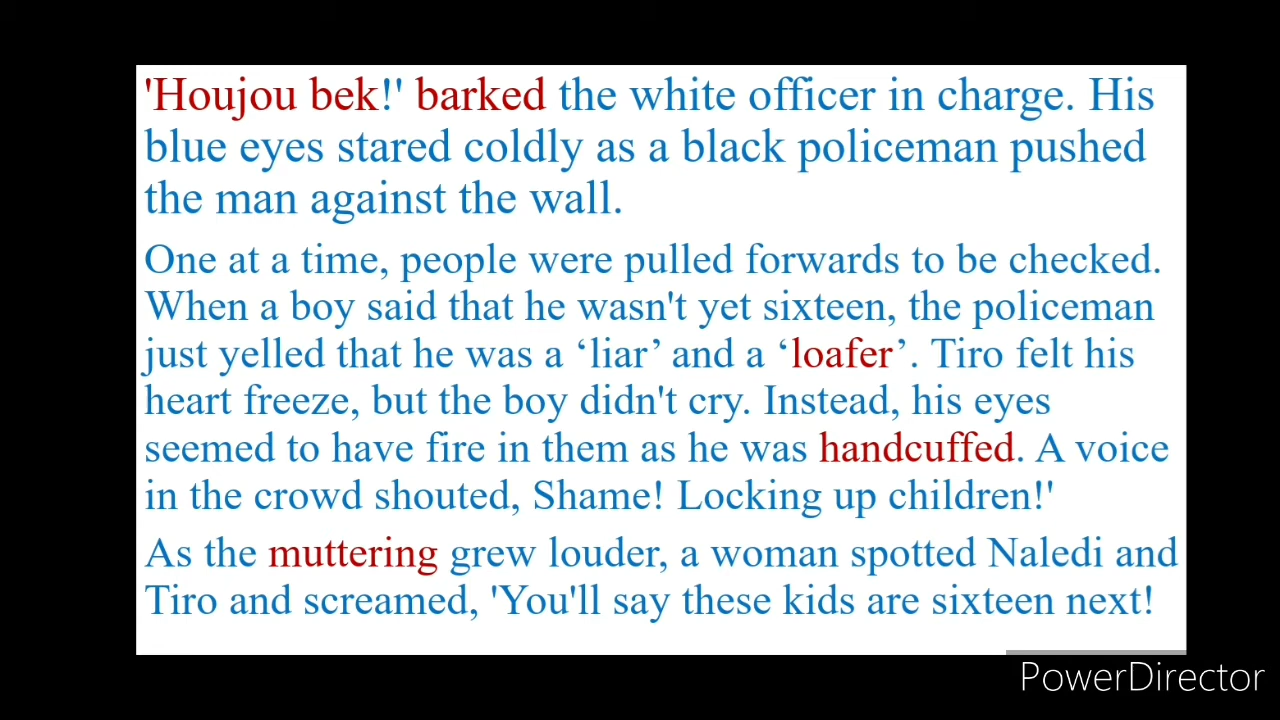 'Houjou bek!' barked the white officer in charge. His
blue eyes stared coldly as a black policeman pushed
the man against the wall.
One at a time, people were pulled forwards to be checked.
When a boy said that he wasn't yet sixteen, the policeman
just yelled that he was a ‘liar’ and a ‘loafer’. Tiro felt his
heart freeze, but the boy didn't cry. Instead, his eyes
seemed to have fire in them as he was handcuffed. A voice
in the crowd shouted, Shame! Locking up children!'
As the muttering grew louder, a woman spotted Naledi and
Tiro and screamed, 'You'll say these kids are sixteen next!
PowerDirector